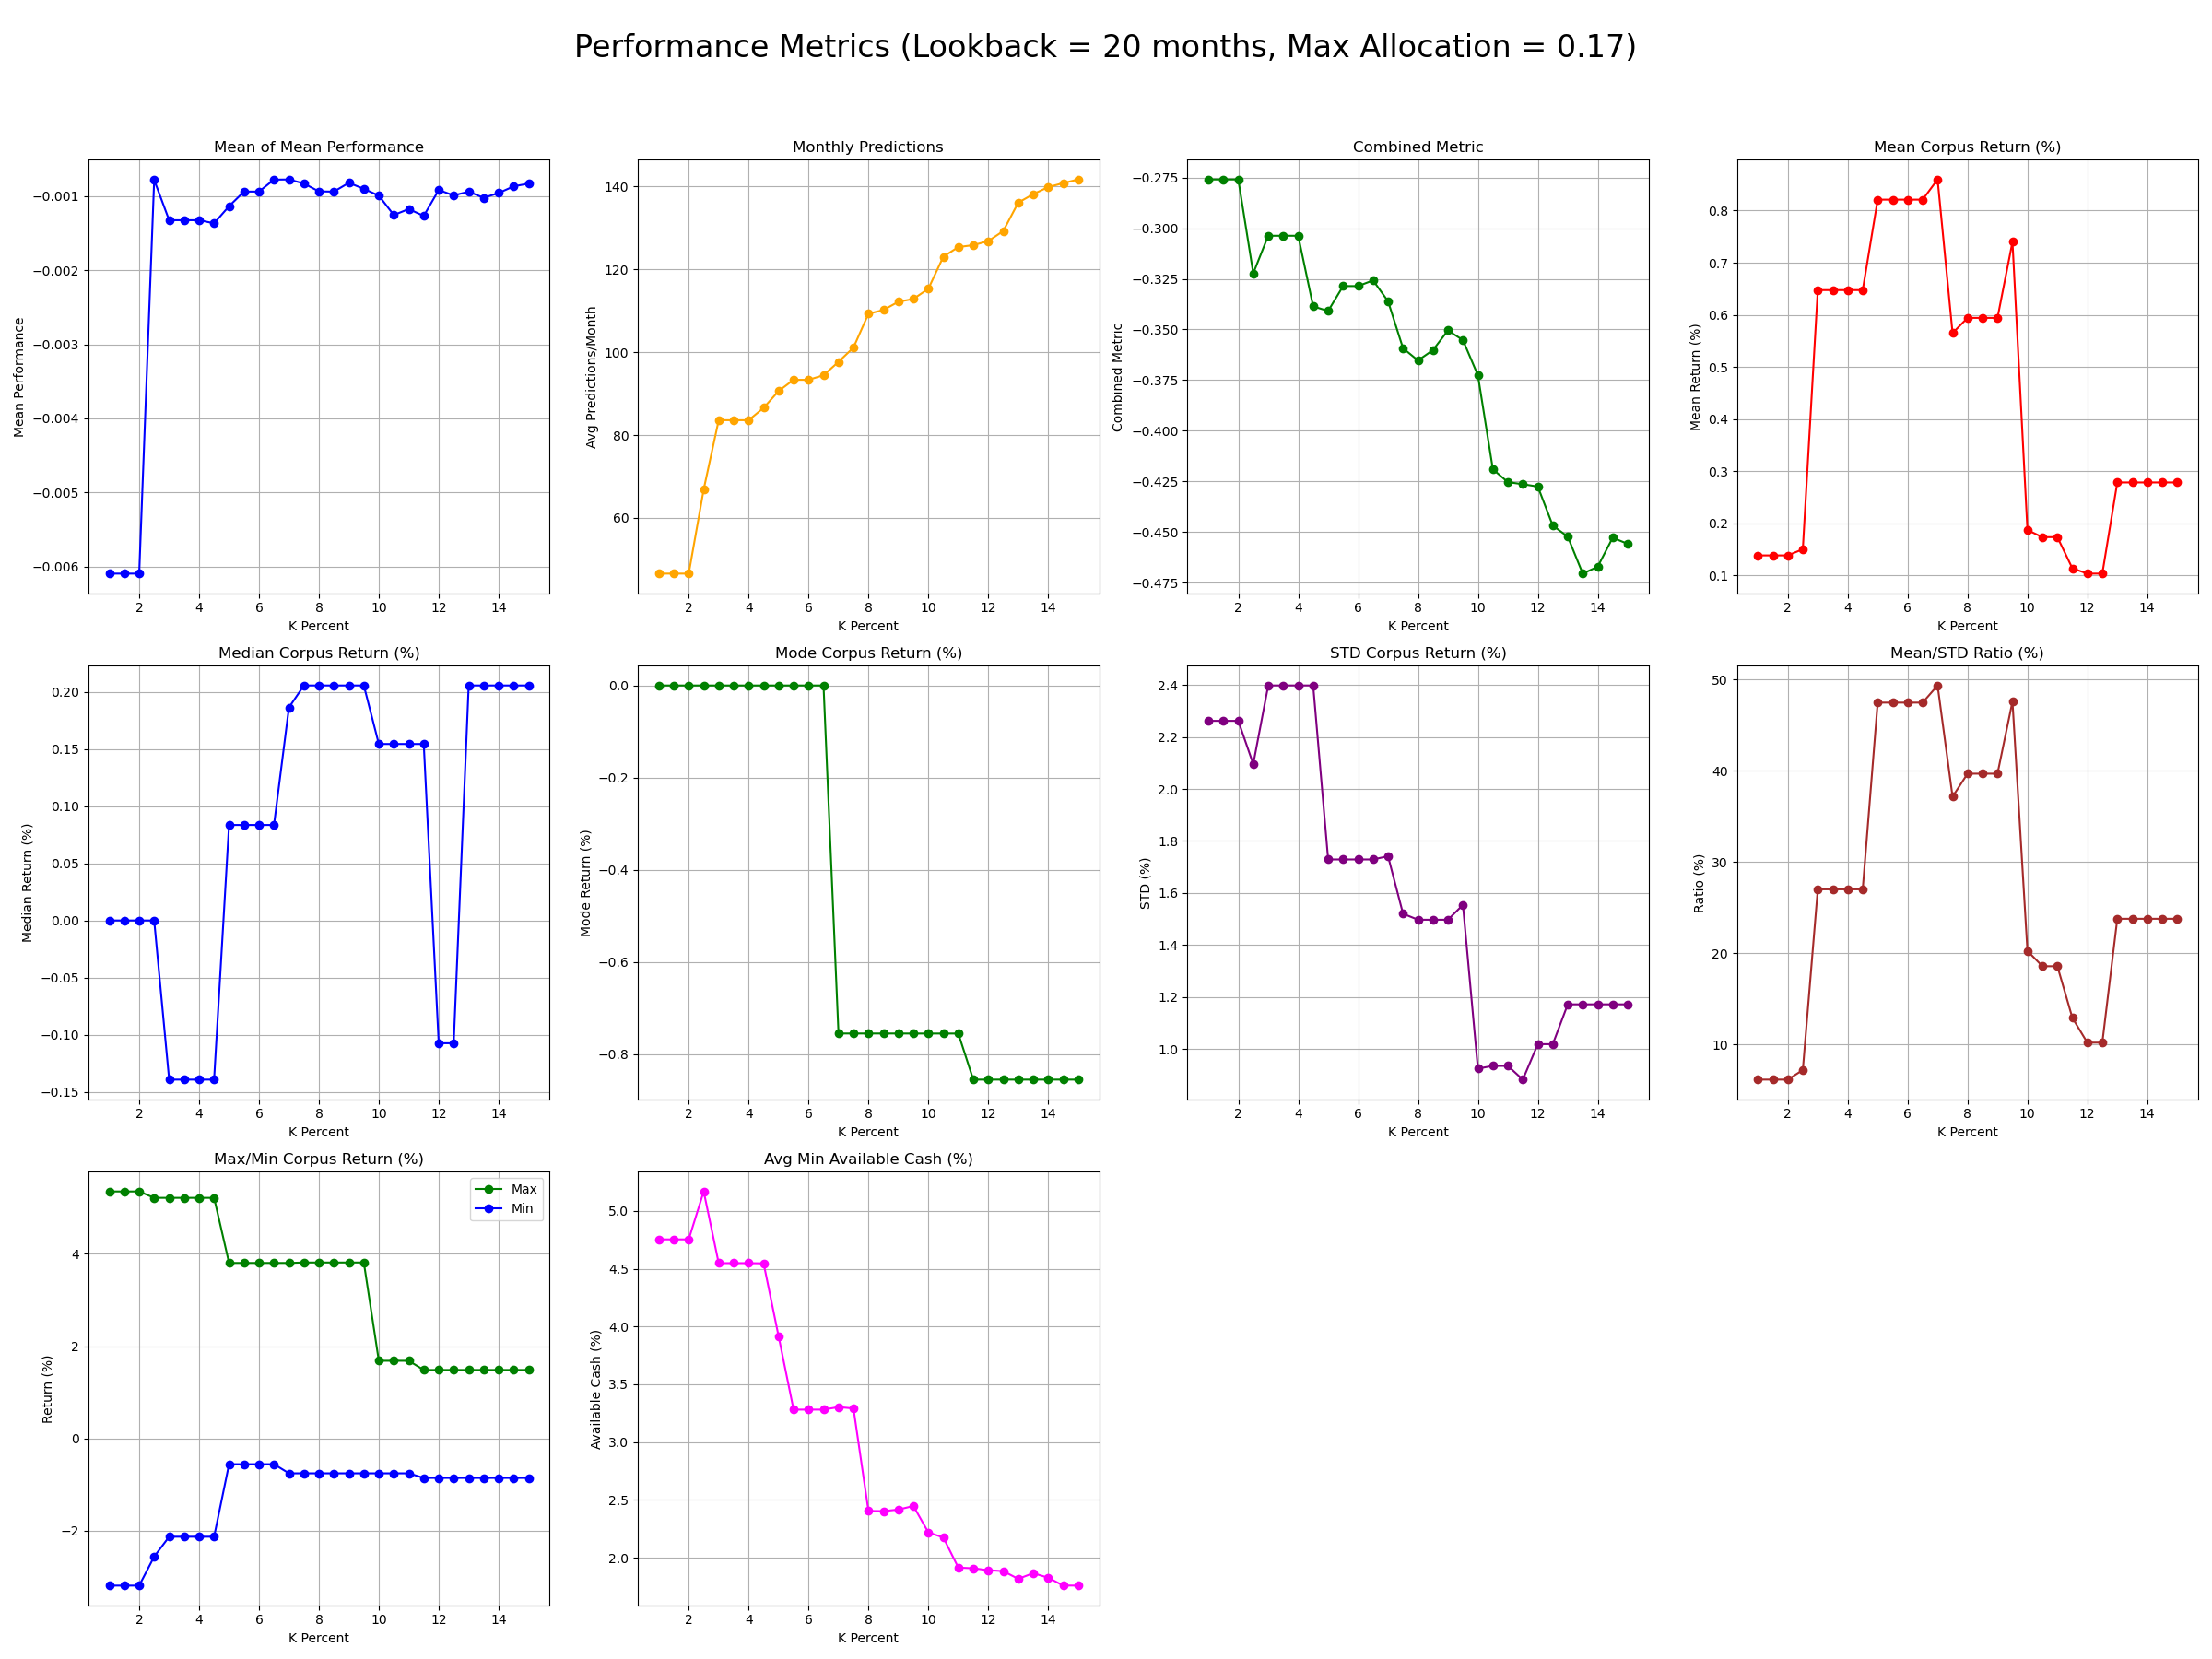 Performance Metrics (Lookback = 20 months, Max Allocation = 0.17)
Mean of Mean Performance
Mean Performance
−0.001
−0.002
−0.003
−0.004
−0.005
−0.006
2 4 6 8 10 12 14
K Percent
Monthly Predictions
Avg Predictions/Month
140
120
100
80
60
2 4 6 8 10 12 14
K Percent
Combined Metric
Combined Metric
−0.275
−0.300
−0.325
−0.350
−0.375
−0.400
−0.425
−0.450
−0.475
2 4 6 8 10 12 14
K Percent
Mean Corpus Return (%)
Mean Return (%)
0.8
0.7
0.6
0.5
0.4
0.3
0.2
0.1
2 4 6 8 10 12 14
K Percent
Median Corpus Return (%)
Median Return (%)
0.20
0.15
0.10
0.05
0.00
−0.05
−0.10
−0.15
2 4 6 8 10 12 14
K Percent
Mode Corpus Return (%)
Mode Return (%)
0.0
−0.2
−0.4
−0.6
−0.8
2 4 6 8 10 12 14
K Percent
STD Corpus Return (%)
STD (%)
2.4
2.2
2.0
1.8
1.6
1.4
1.2
1.0
2 4 6 8 10 12 14
K Percent
Mean/STD Ratio (%)
Ratio (%)
50
40
30
20
10
2 4 6 8 10 12 14
K Percent
Max/Min Corpus Return (%)
Return (%)
Max
Min
4
2
0
−2
2 4 6 8 10 12 14
K Percent
Avg Min Available Cash (%)
Available Cash (%)
5.0
4.5
4.0
3.5
3.0
2.5
2.0
2 4 6 8 10 12 14
K Percent